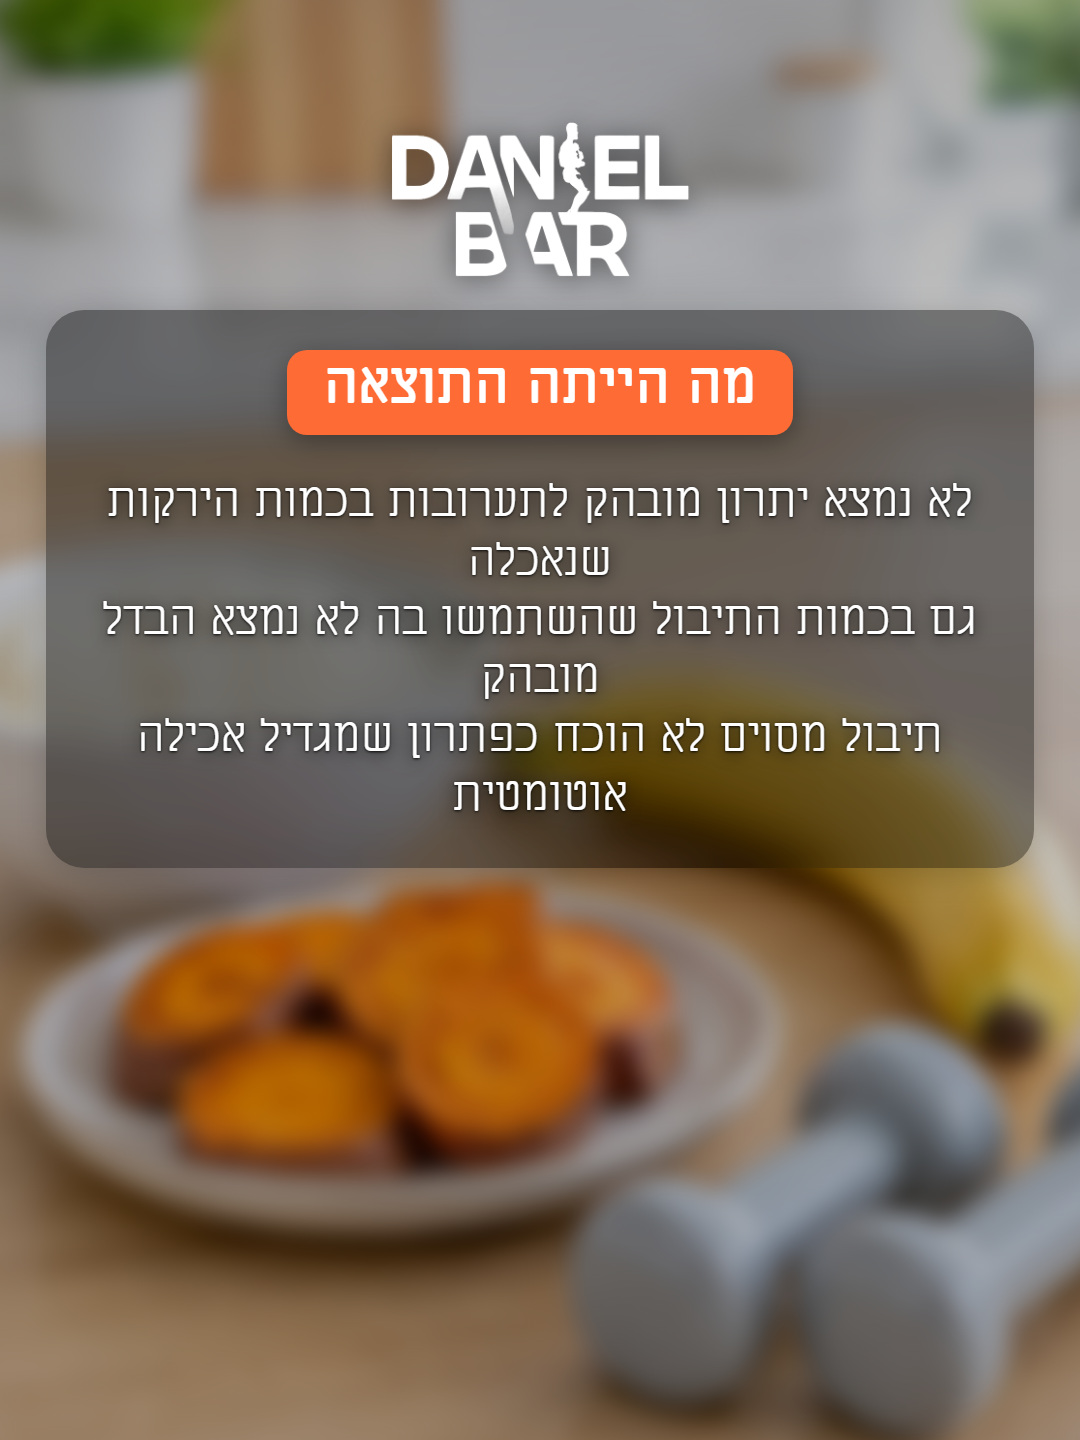 DANIEL
BAR
מה הייתה התוצאה
לא נמצא יתרון מובהק לתערובות בכמות הירקות
שנאכלה
גם בכמות התיבול שהשתמשו בה לא נמצא הבדל
מובהק
תיבול מסוים לא הוכח כפתרון שמגדיל אכילה
אוטומטית